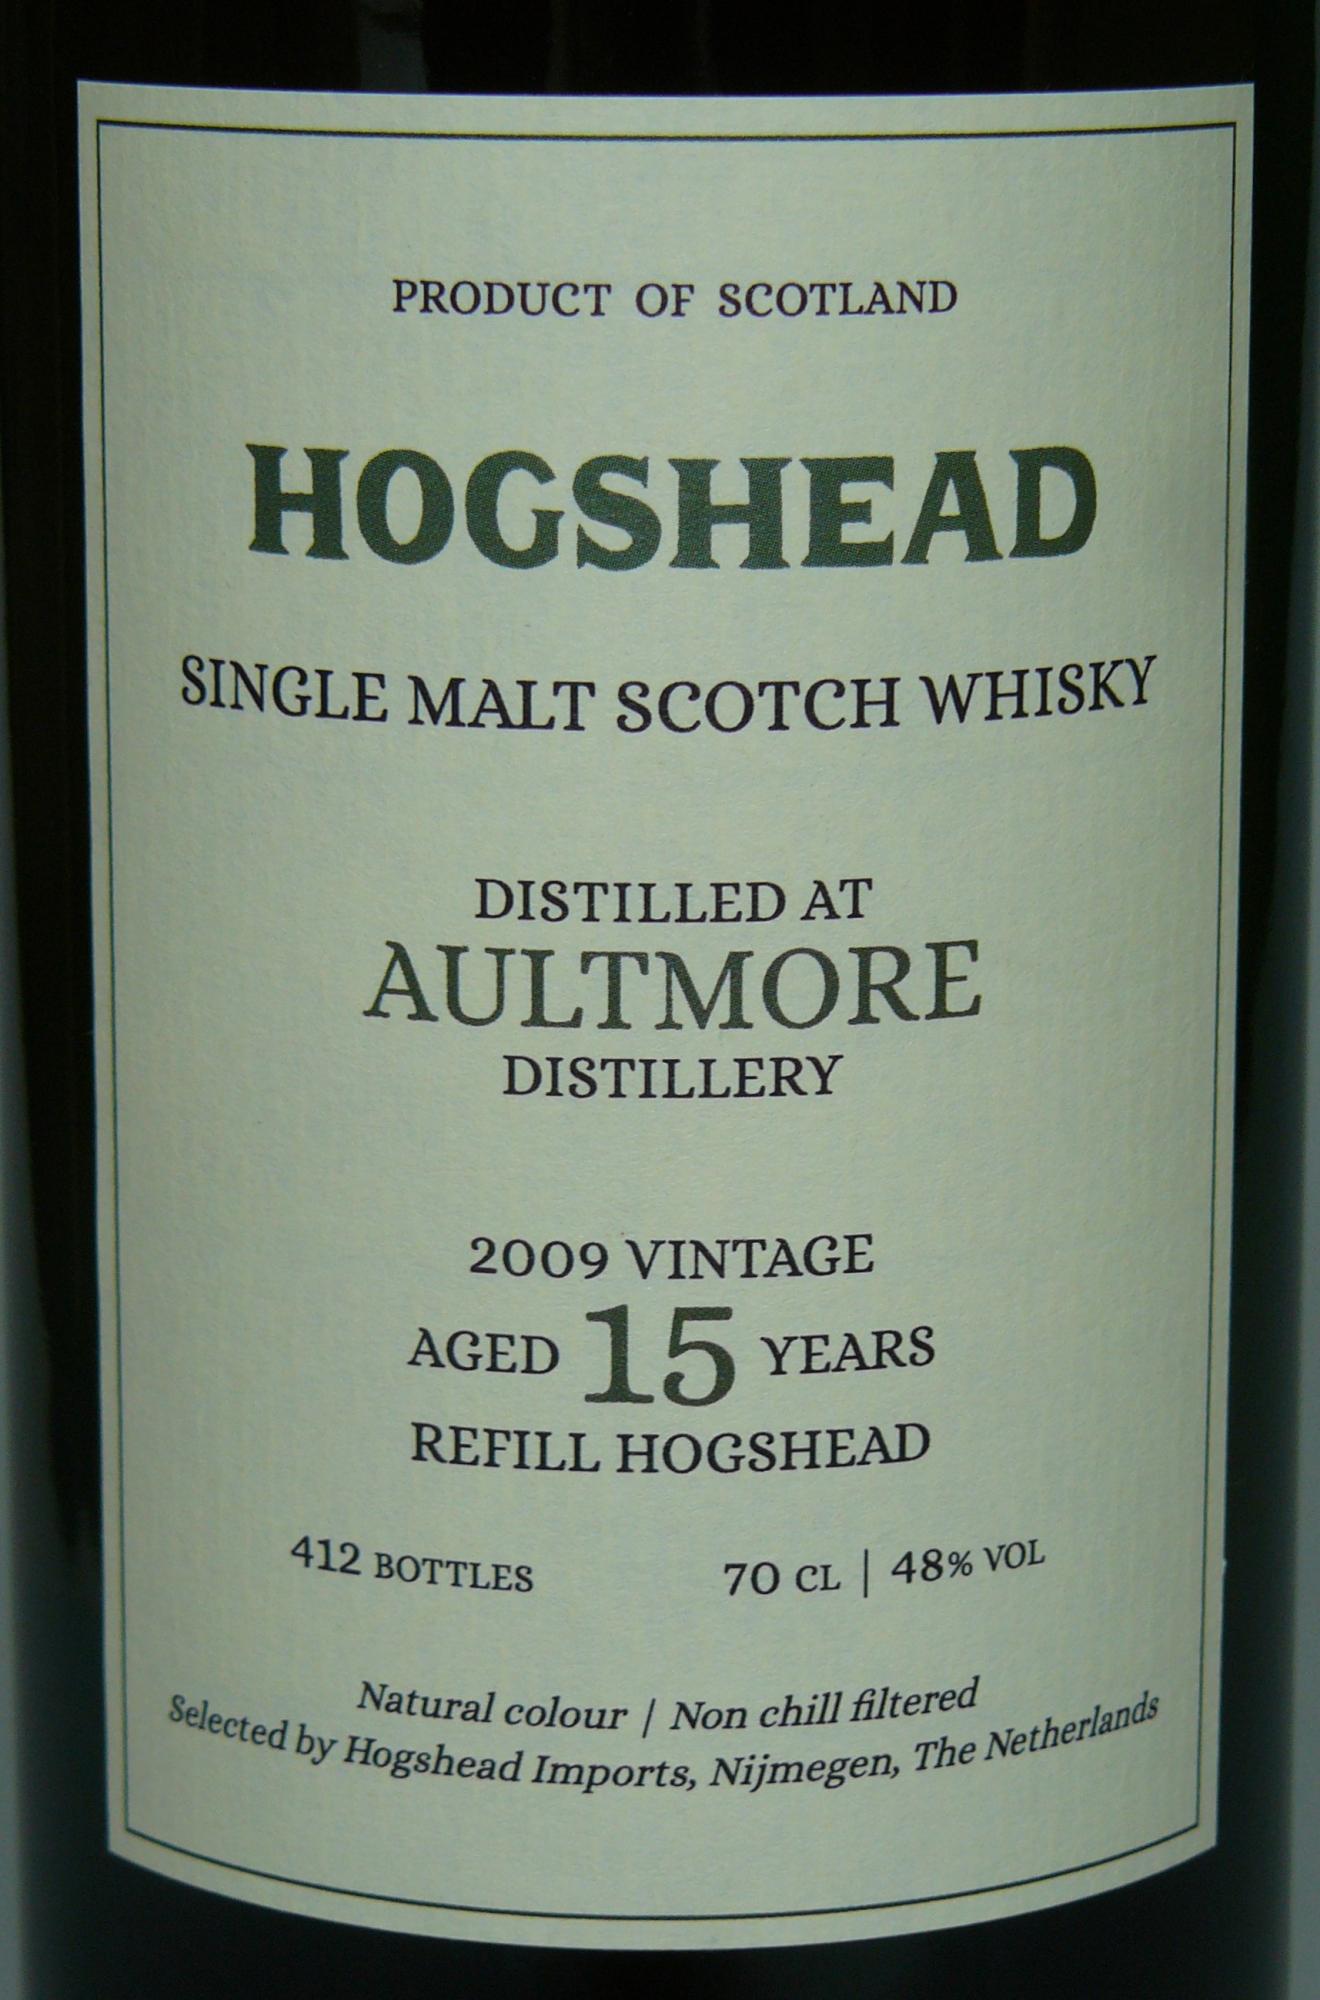 PRODUCT OF SCOTLAND
HOGSHEAD
SINGLE MALT SCOTCH WHISKY
DISTILLED AT
AULTMORE
DISTILLERY
2009 VINTAGE
AGED 15 YEARS
REFILL HOGSHEAD
412 BOTTLES 70 CL | 48% VOL
Natural colour | Non chill filtered
Selected by Hogshead Imports, Nijmegen, The Netherlands